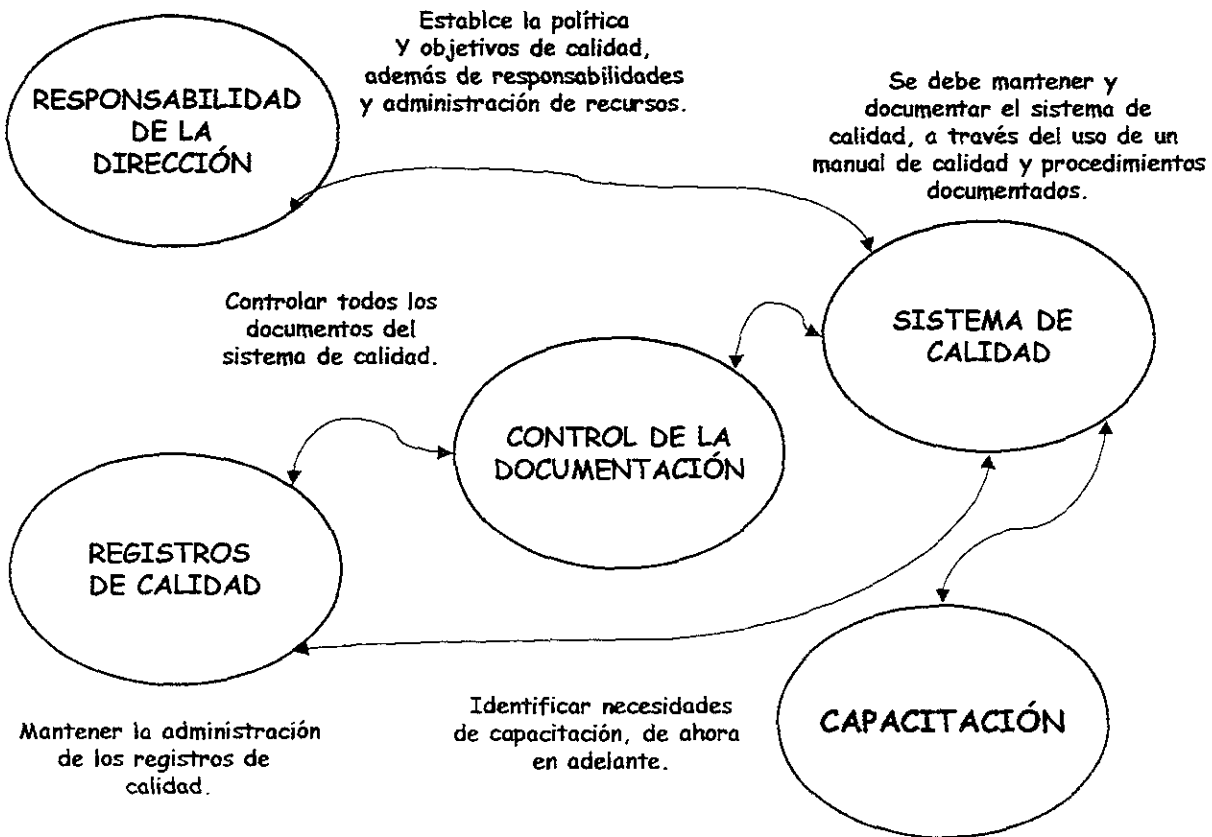 Establce la política
Y objetivos de calidad,
además de responsabilidades
y administración de recursos.
RESPONSABILIDAD
DE LA
DIRECCIÓN
Se debe mantener y
documentar el sistema de
calidad, a través del uso de un
manual de calidad y procedimientos
documentados.
Controlar todos los
documentos del
sistema de calidad.
SISTEMA DE
CALIDAD
CONTROL DE LA
DOCUMENTACIÓN
REGISTROS
DE CALIDAD
Mantener la administración
de los registros de
calidad.
Identificar necesidades
de capacitación, de ahora
en adelante.
CAPACITACIÓN